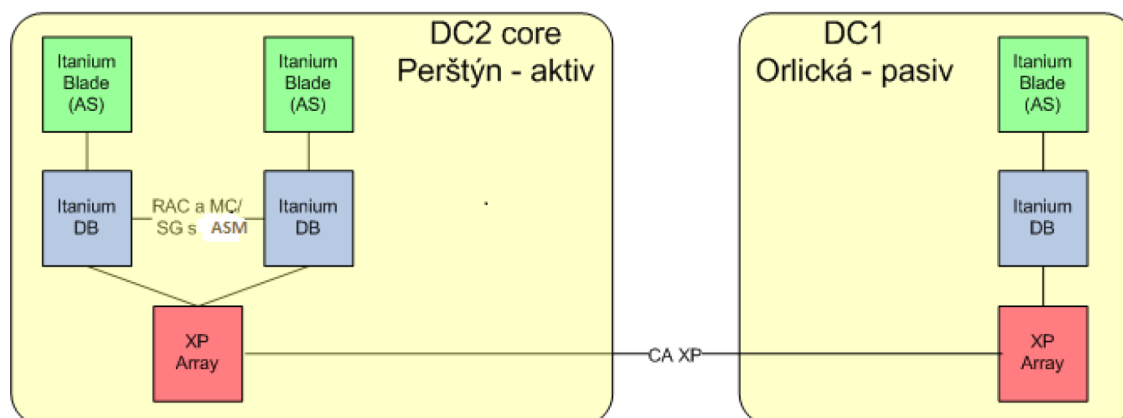 DC2 core
Perštýn - aktiv
DC1
Orlická - pasiv
Itanium
Blade
(AS)
Itanium
Blade
(AS)
Itanium
Blade
(AS)
Itanium
DB
RAC a MC/
SG s ASM
Itanium
DB
Itanium
DB
XP
Array
CA XP
XP
Array